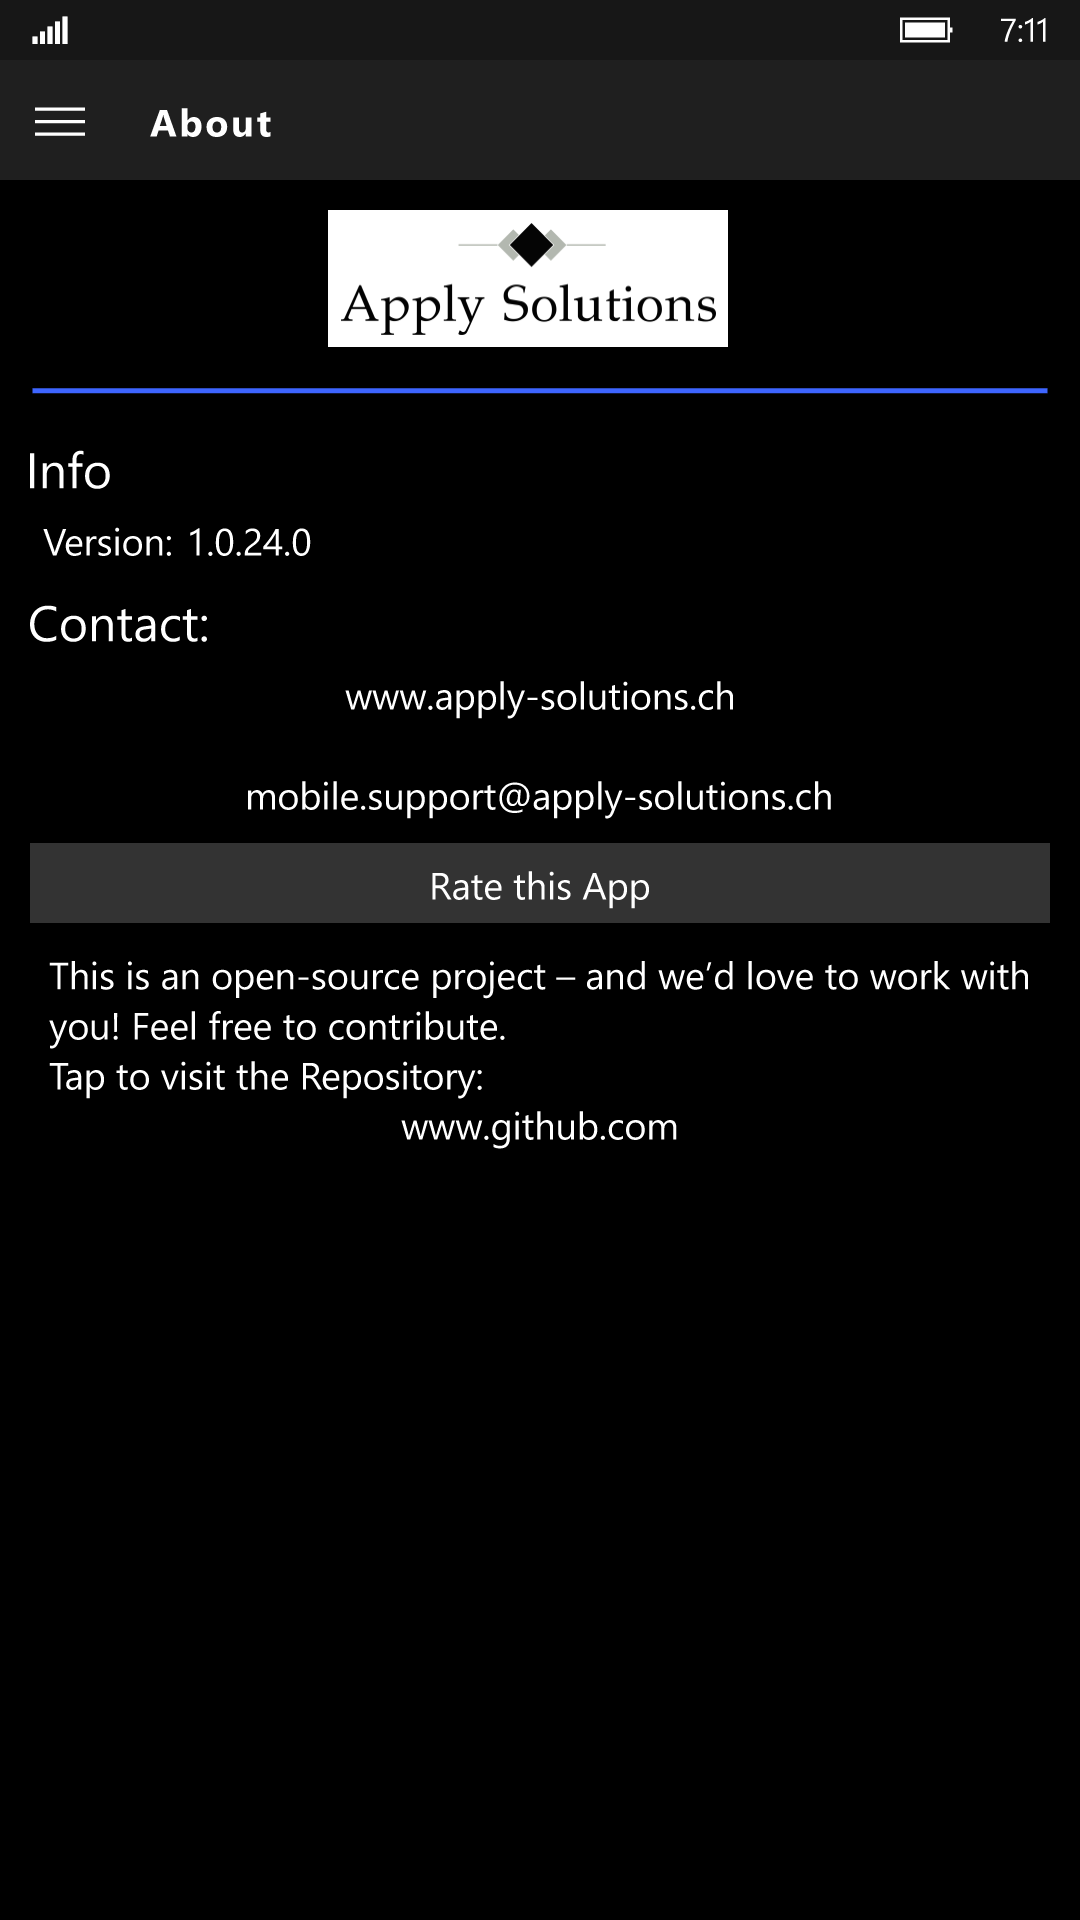 7:11
About
Apply Solutions
Info
Version: 1.0.24.0
Contact:
www.apply-solutions.ch
mobile.support@apply-solutions.ch
Rate this App
This is an open-source project – and we’d love to work with
you! Feel free to contribute.
Tap to visit the Repository:
www.github.com